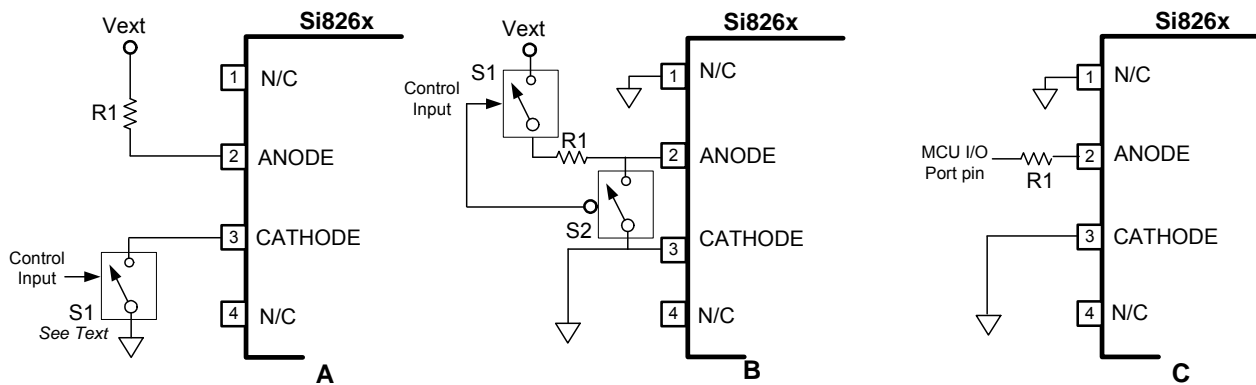 Si826x
Vext
R1
1 N/C
2 ANODE
3 CATHODE
4 N/C
Control
Input
S1
See Text
A
Si826x
Vext
S1
Control
Input
R1
S2
1 N/C
2 ANODE
3 CATHODE
4 N/C
B
Si826x
1 N/C
MCU I/O
Port pin
R1
2 ANODE
3 CATHODE
4 N/C
C